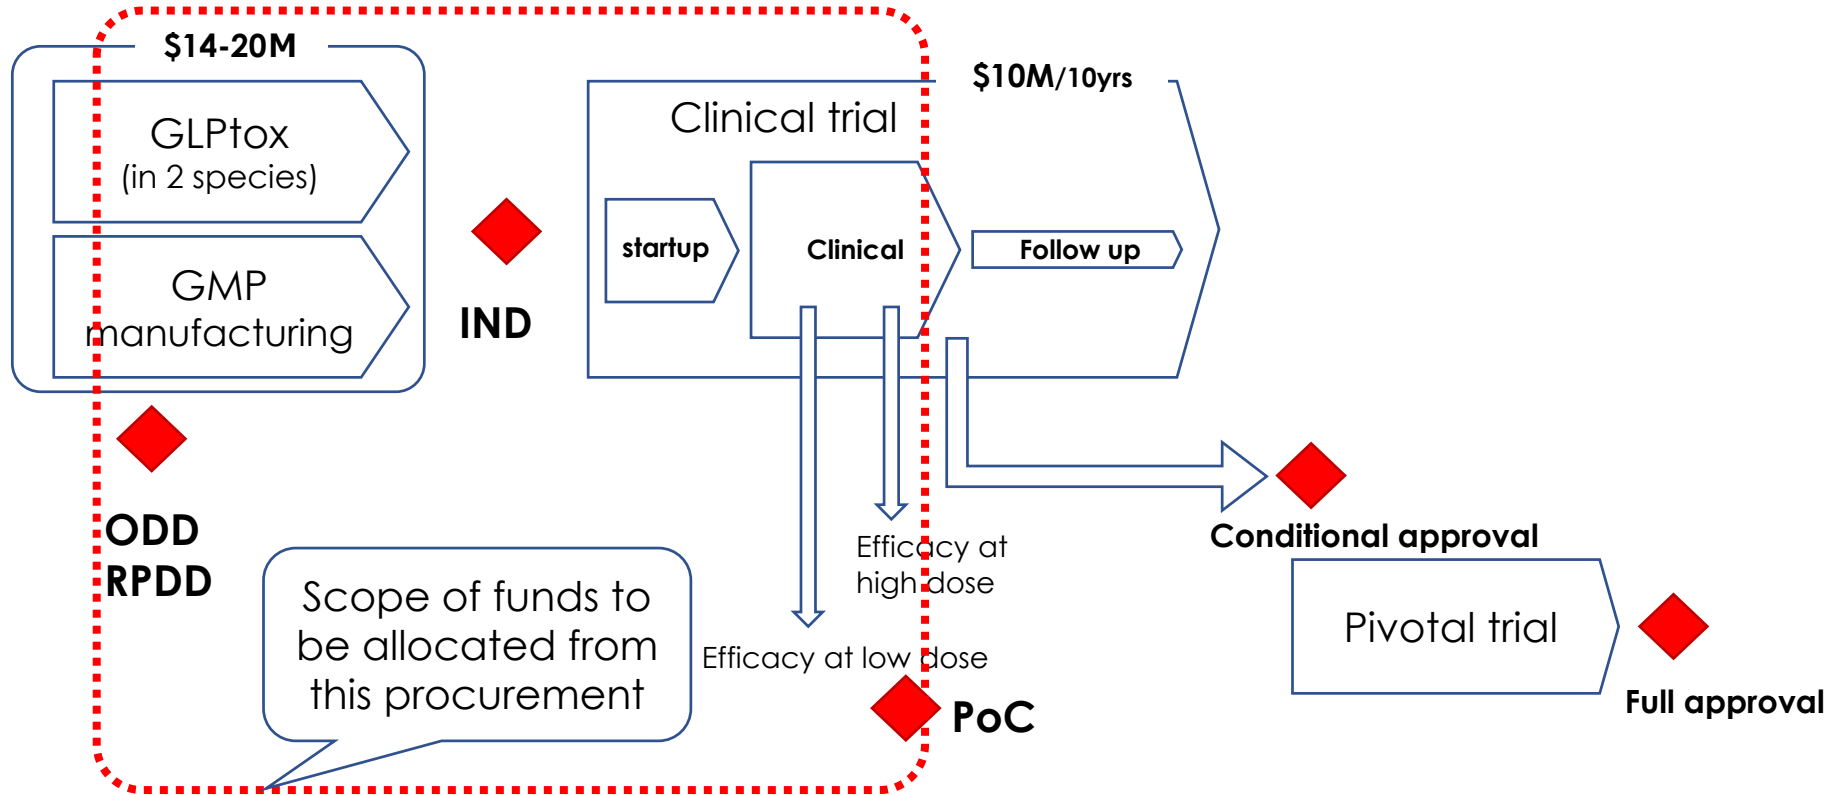 $14-20M
GLPtox
(in 2 species)
GMP
manufacturing
ODD
RPDD
IND
$10M/10yrs
Clinical trial
startup
Clinical
Follow up
Efficacy at
high dose
Efficacy at low dose
PoC
Scope of funds to
be allocated from
this procurement
Conditional approval
Pivotal trial
Full approval